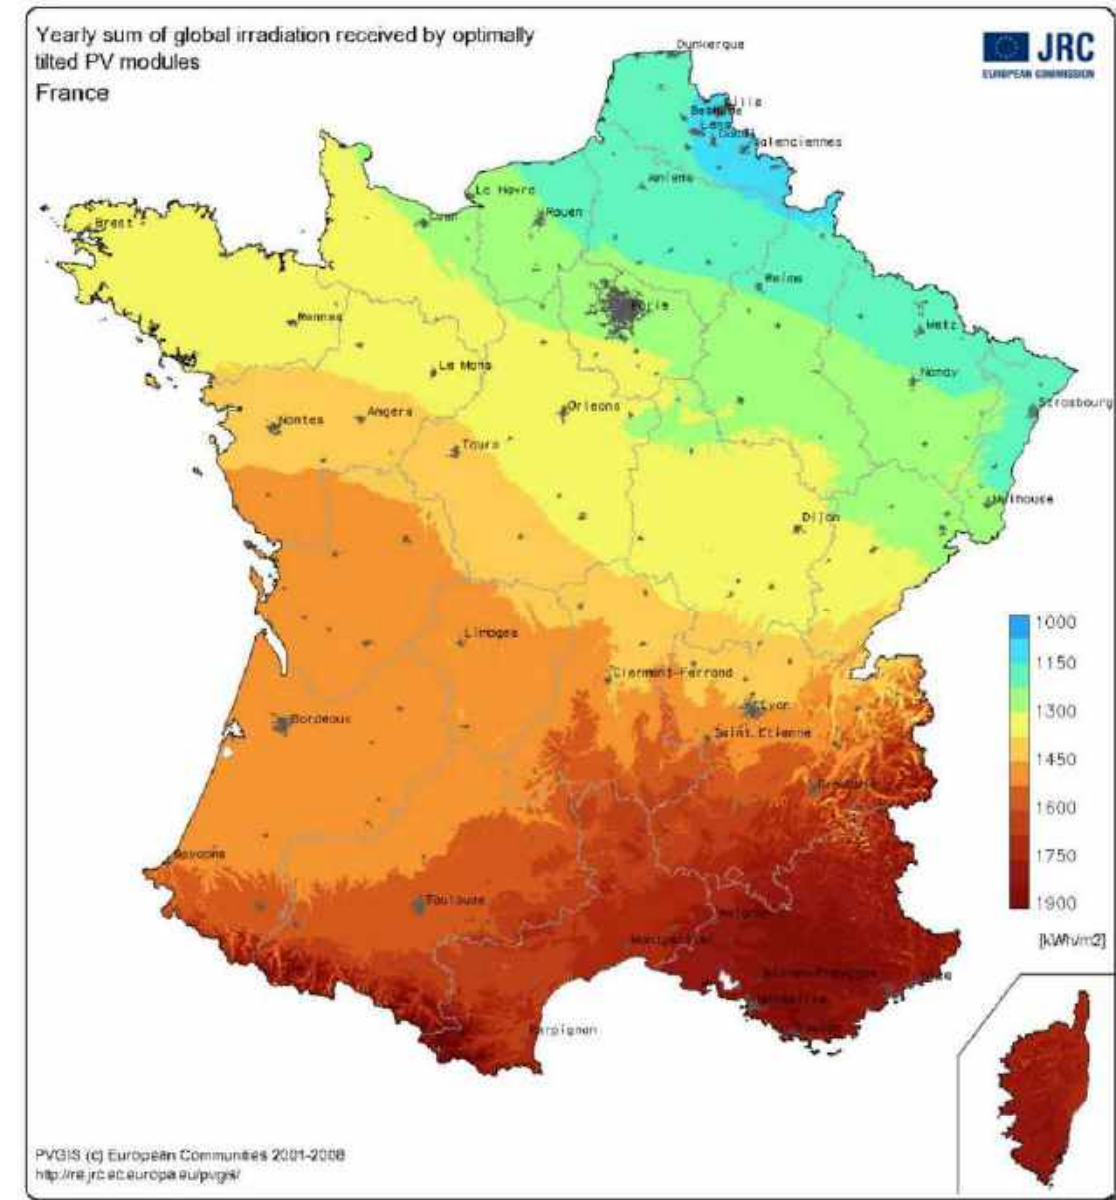 Yearly sum of global irradiation received by optimally
tilted PV modules
France
JRC
EUROPEAN COMMISSION
Dunkerque
Lille
Lens
Valenciennes
Amiens
Le Havre
Rouen
Caen
Brest
Reims
Paris
Metz
Rennes
Le Mans
Nancy
Strasbourg
Orleans
Angers
Nantes
Tours
Mulhouse
Dijon
Limoges
Clermont-Ferrand
Lyon
Saint.Etienne
Bordeaux
Bayonne
Toulouse
Montpellier
Perpignan
1000
1150
1300
1450
1600
1750
1900
[kWh/m2]
PVGIS (c) European Communities 2001-2008
http://re.jrc.ec.europa.eu/pvgis/